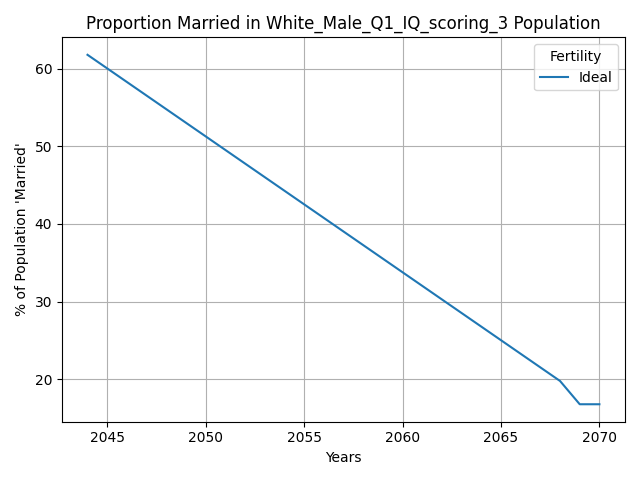 Proportion Married in White_Male_Q1_IQ_scoring_3 Population
Fertility
Ideal
% of Population 'Married'
60
50
40
30
20
2045 2050 2055 2060 2065 2070
Years